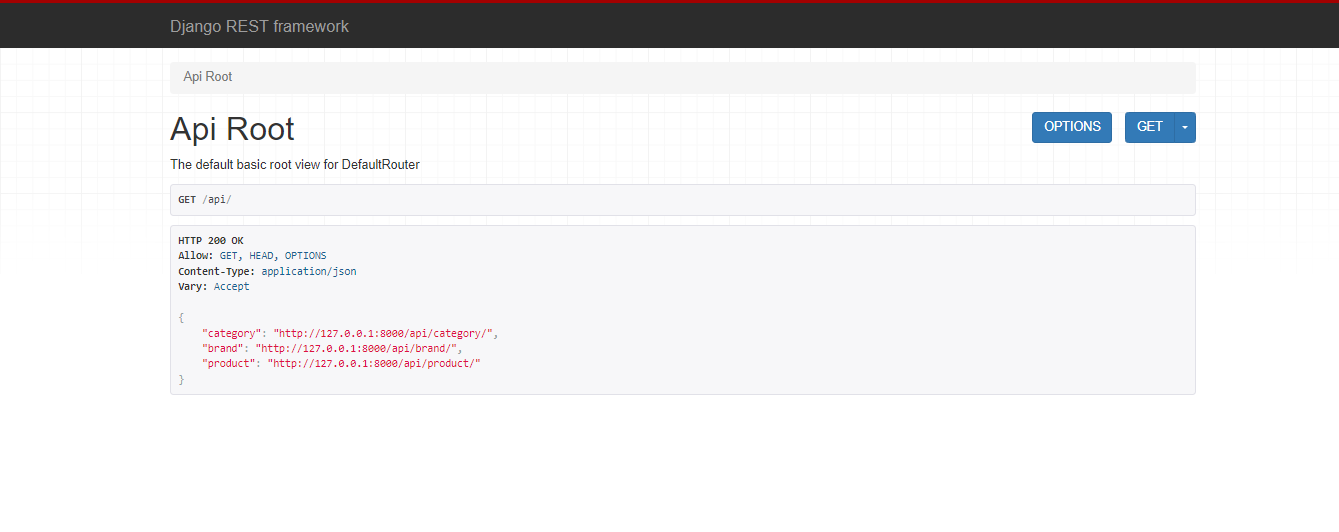 Django REST framework
Api Root
Api Root
OPTIONS
GET
The default basic root view for DefaultRouter
GET /api/
HTTP 200 OK
Allow: GET, HEAD, OPTIONS
Content-Type: application/json
Vary: Accept
{
    "category": "http://127.0.0.1:8000/api/category/",
    "brand": "http://127.0.0.1:8000/api/brand/",
    "product": "http://127.0.0.1:8000/api/product/"
}